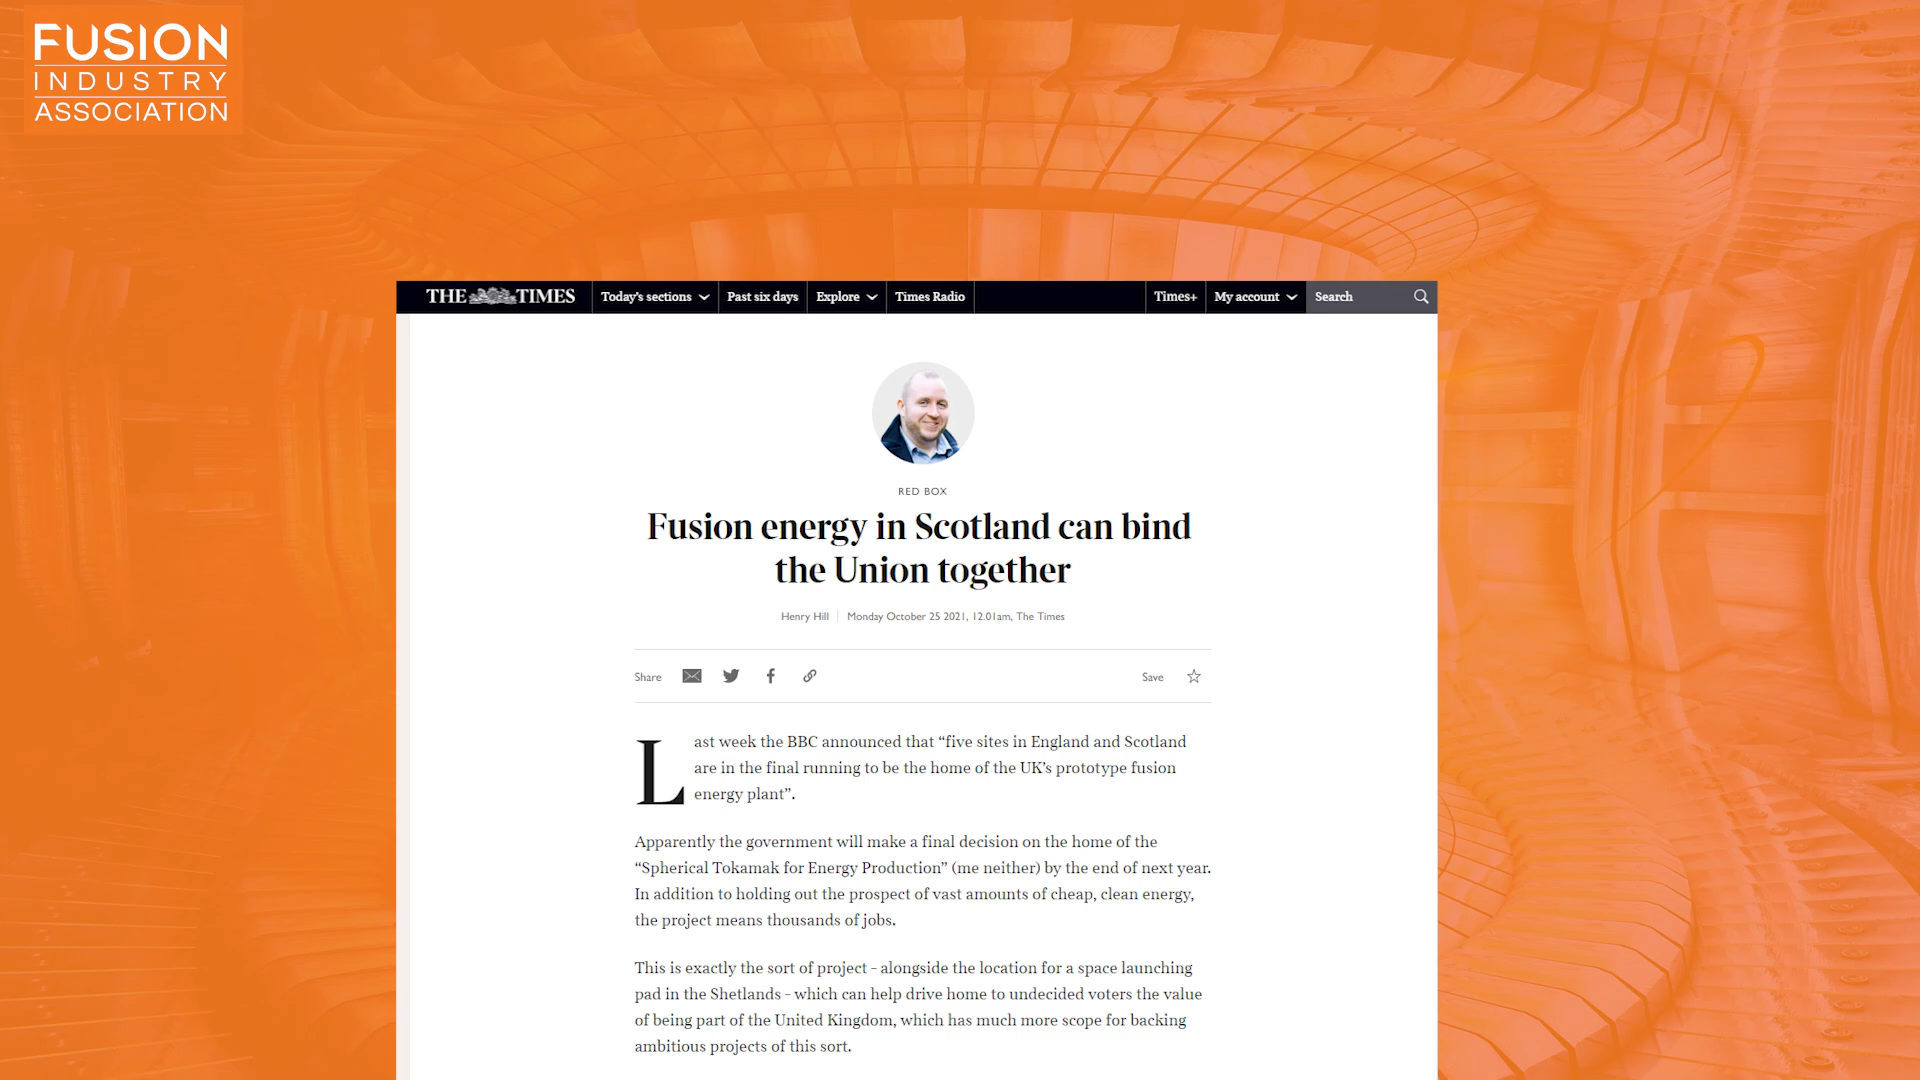 FUSION
INDUSTRY
ASSOCIATION
THE TIMES
Today's sections
Past six days
Explore
Times Radio
Times+
My account
Search
RED BOX
Fusion energy in Scotland can bind
the Union together
Henry Hill
Monday October 25 2021, 12.01am, The Times
Share
Save
Last week the BBC announced that “five sites in England and Scotland
are in the final running to be the home of the UK’s prototype fusion
energy plant”.
Apparently the government will make a final decision on the home of the
“Spherical Tokamak for Energy Production” (me neither) by the end of next year.
In addition to holding out the prospect of vast amounts of cheap, clean energy,
the project means thousands of jobs.
This is exactly the sort of project – alongside the location for a space launching
pad in the Shetlands – which can help drive home to undecided voters the value
of being part of the United Kingdom, which has much more scope for backing
ambitious projects of this sort.